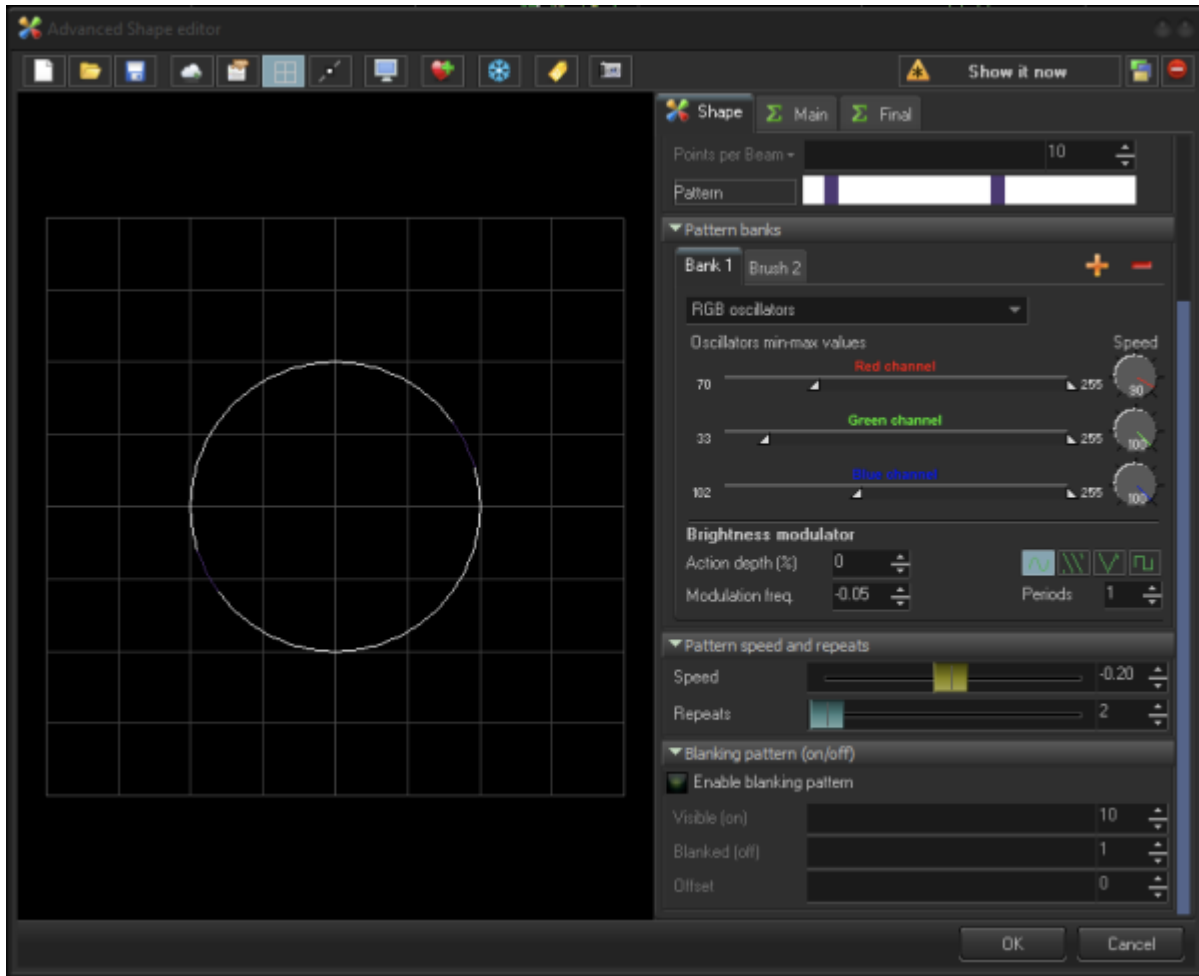 Advanced Shape editor
Show it now
Shape Main Final
Points per Beam 10
Pattern
Pattern banks
Bank 1 Brush 2
RGB oscillators
Oscillators min-max values Speed
Red channel
70 255 90
Green channel
33 255 100
Blue channel
102 255 100
Brightness modulator
Action depth (%) 0
Modulation freq. -0.05 Periods 1
Pattern speed and repeats
Speed -0.20
Repeats 2
Blanking pattern (on/off)
Enable blanking pattern
Visible (on) 10
Blanked (off) 1
Offset 0
OK Cancel